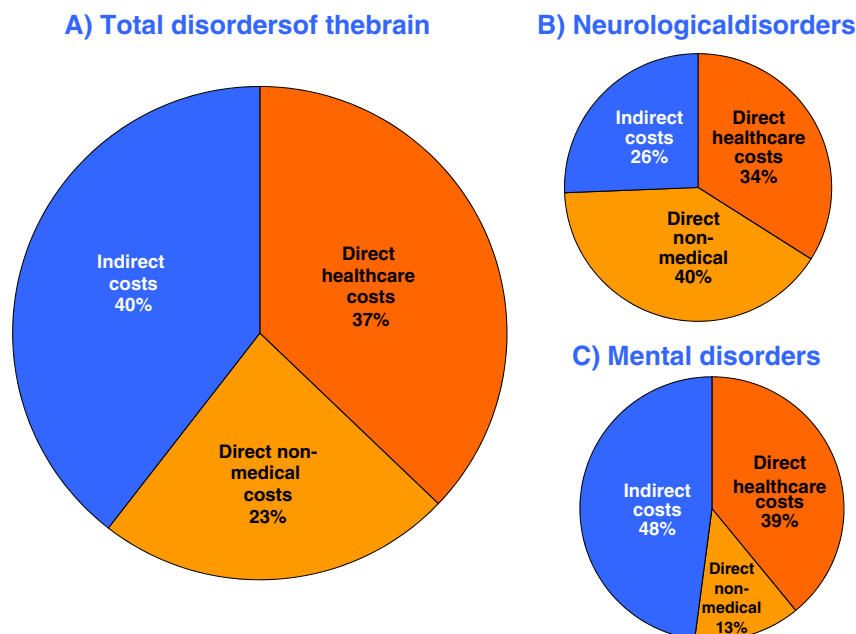 A) Total disordersof thebrain
Indirect
costs
40%
Direct
healthcare
costs
37%
Direct non-
medical
costs
23%
B) Neurologicaldisorders
Indirect
costs
26%
Direct
healthcare
costs
34%
Direct
non-
medical
40%
C) Mental disorders
Indirect
costs
48%
Direct
healthcare
costs
39%
Direct
non-
medical
13%